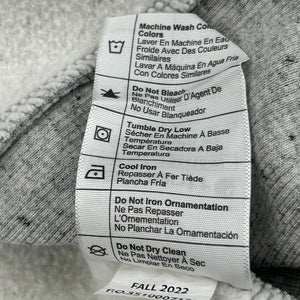 Machine Wash Cold
Colors
Laver En Machine En Eau
Froide Avec Des Couleurs
Similaires
Lavar A Máquina En Agua Fría
Con Colores Similares
Do Not Bleach
Ne Pas Utiliser D'Agent De
Blanchiment
No Usar Blanqueador
Tumble Dry Low
Sécher En Machine À Basse
Température
Secar En Secadora A Baja
Temperatura
Cool Iron
Repasser À Fer Tiède
Plancha Fría
Do Not Iron Ornamentation
Ne Pas Repasser
L'Ornementation
No Planchar La Ornamentación
Do Not Dry Clean
Ne Pas Nettoyer À Sec
No Limpiar En Seco
FALL 2022